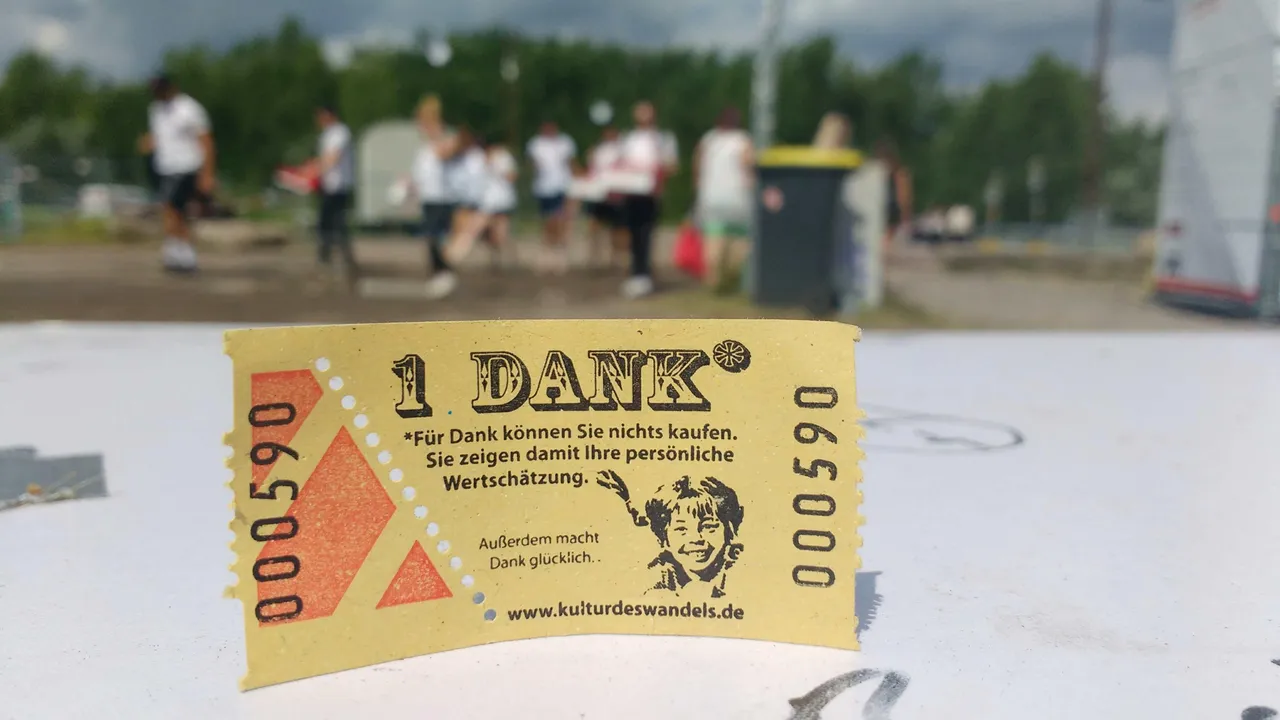 000590
1 DANK*
*Für Dank können Sie nichts kaufen.
Sie zeigen damit Ihre persönliche
Wertschätzung.
Außerdem macht
Dank glücklich..
www.kulturdeswandels.de
000590